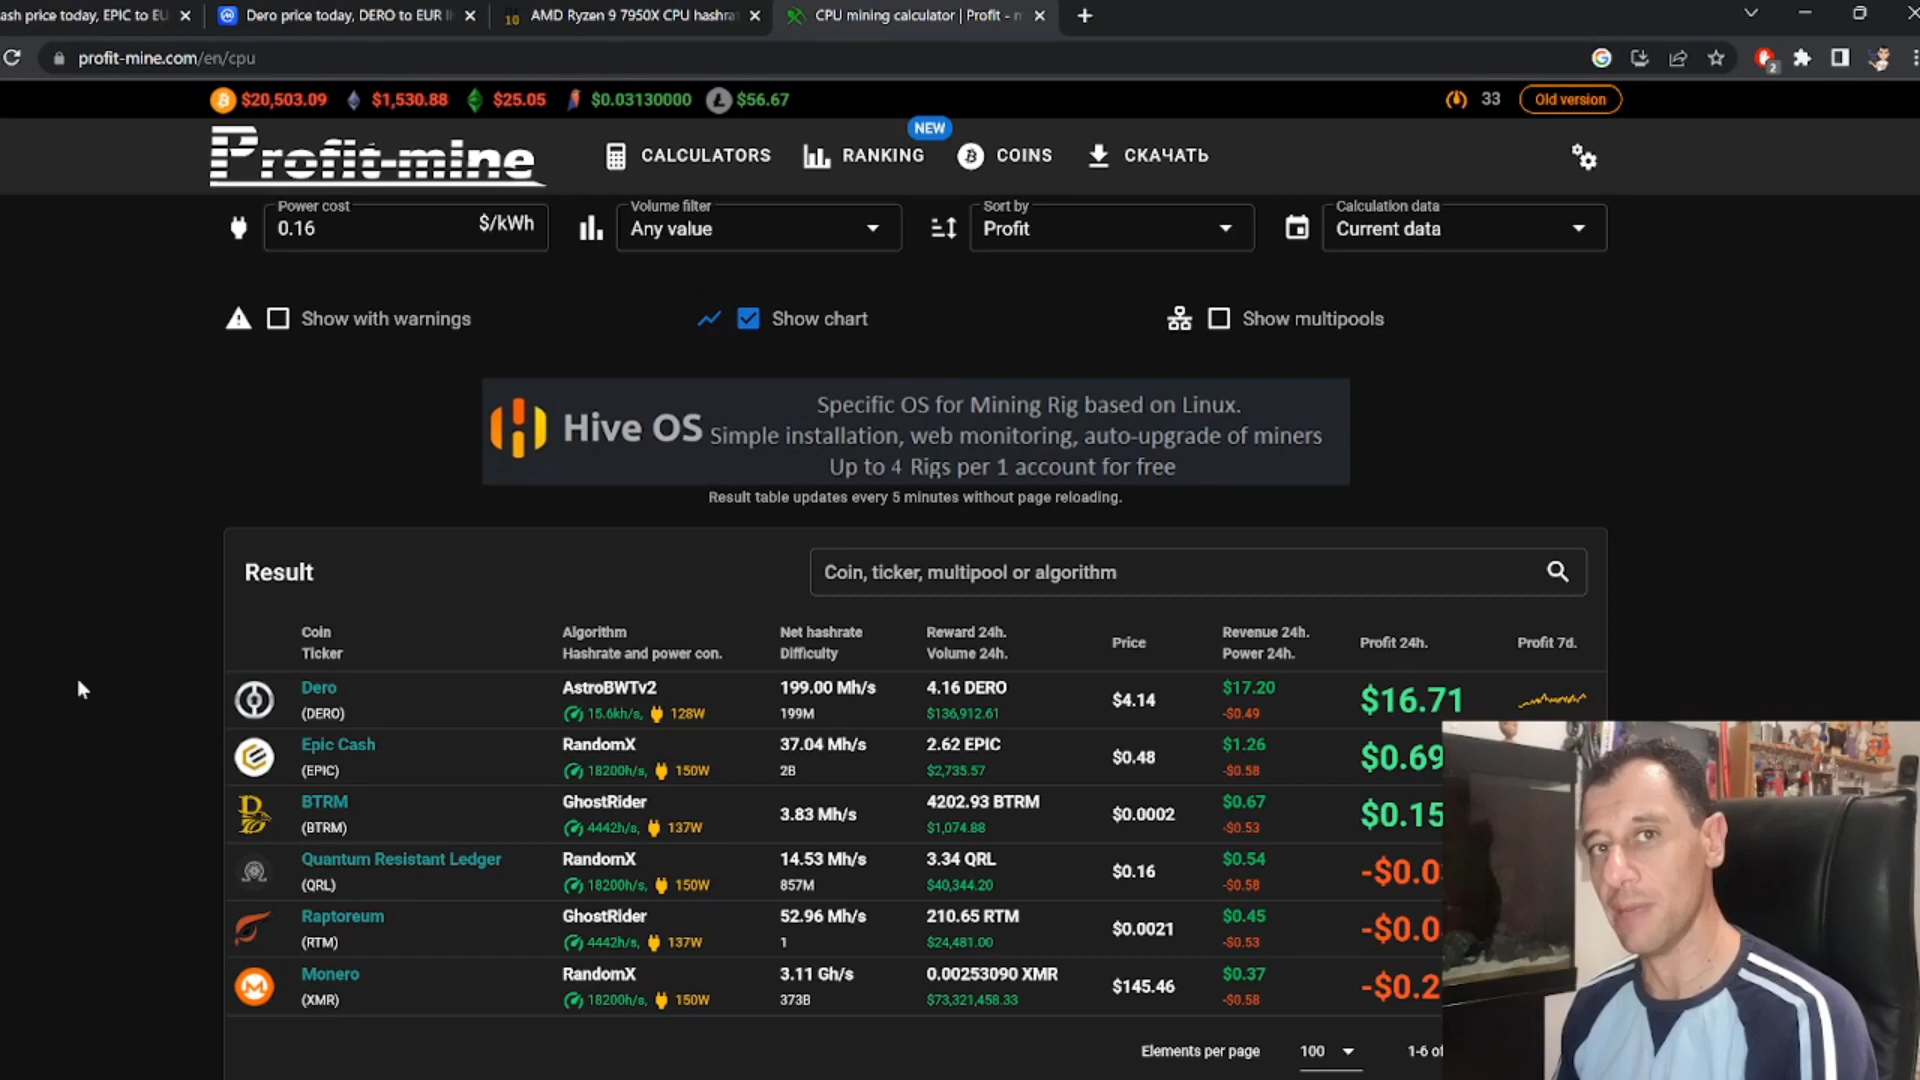 ash price today, EPIC to EU
Dero price today, DERO to EUR li
AMD Ryzen 9 7950X CPU hashra
CPU mining calculator | Profit - m
profit-mine.com/en/cpu
2
$20,503.09 $1,530.88 $25.05 $0.03130000 $56.67
33 Old version
Profit-mine
CALCULATORS
NEW
RANKING
COINS
СКАЧАТЬ
Power cost
0.16 $/kWh
Volume filter
Any value
Sort by
Profit
Calculation data
Current data
Show with warnings
Show chart
Show multipools
Hive OS
Specific OS for Mining Rig based on Linux.
Simple installation, web monitoring, auto-upgrade of miners
Up to 4 Rigs per 1 account for free
Result table updates every 5 minutes without page reloading.
Result
Coin, ticker, multipool or algorithm
Coin Algorithm Net hashrate Reward 24h. Price Revenue 24h. Profit 24h. Profit 7d.
Ticker Hashrate and power con. Difficulty Volume 24h. Power 24h.
Dero AstroBWTv2 199.00 Mh/s 4.16 DERO $4.14 $17.20 $16.71
(DERO) 15.6kh/s, 128W 199M $136,912.61 -$0.49
Epic Cash RandomX 37.04 Mh/s 2.62 EPIC $0.48 $1.26 $0.69
(EPIC) 18200h/s, 150W 2B $2,735.57 -$0.58
BTRM GhostRider 3.83 Mh/s 4202.93 BTRM $0.0002 $0.67 $0.15
(BTRM) 4442h/s, 137W $1,074.88 -$0.53
Quantum Resistant Ledger RandomX 14.53 Mh/s 3.34 QRL $0.16 $0.54 -$0.0
(QRL) 18200h/s, 150W 857M $40,344.20 -$0.58
Raptoreum GhostRider 52.96 Mh/s 210.65 RTM $0.0021 $0.45 -$0.0
(RTM) 4442h/s, 137W 1 $24,481.00 -$0.53
Monero RandomX 3.11 Gh/s 0.00253090 XMR $145.46 $0.37 -$0.2
(XMR) 18200h/s, 150W 373B $73,321,458.33 -$0.58
Elements per page 100 1-6 of